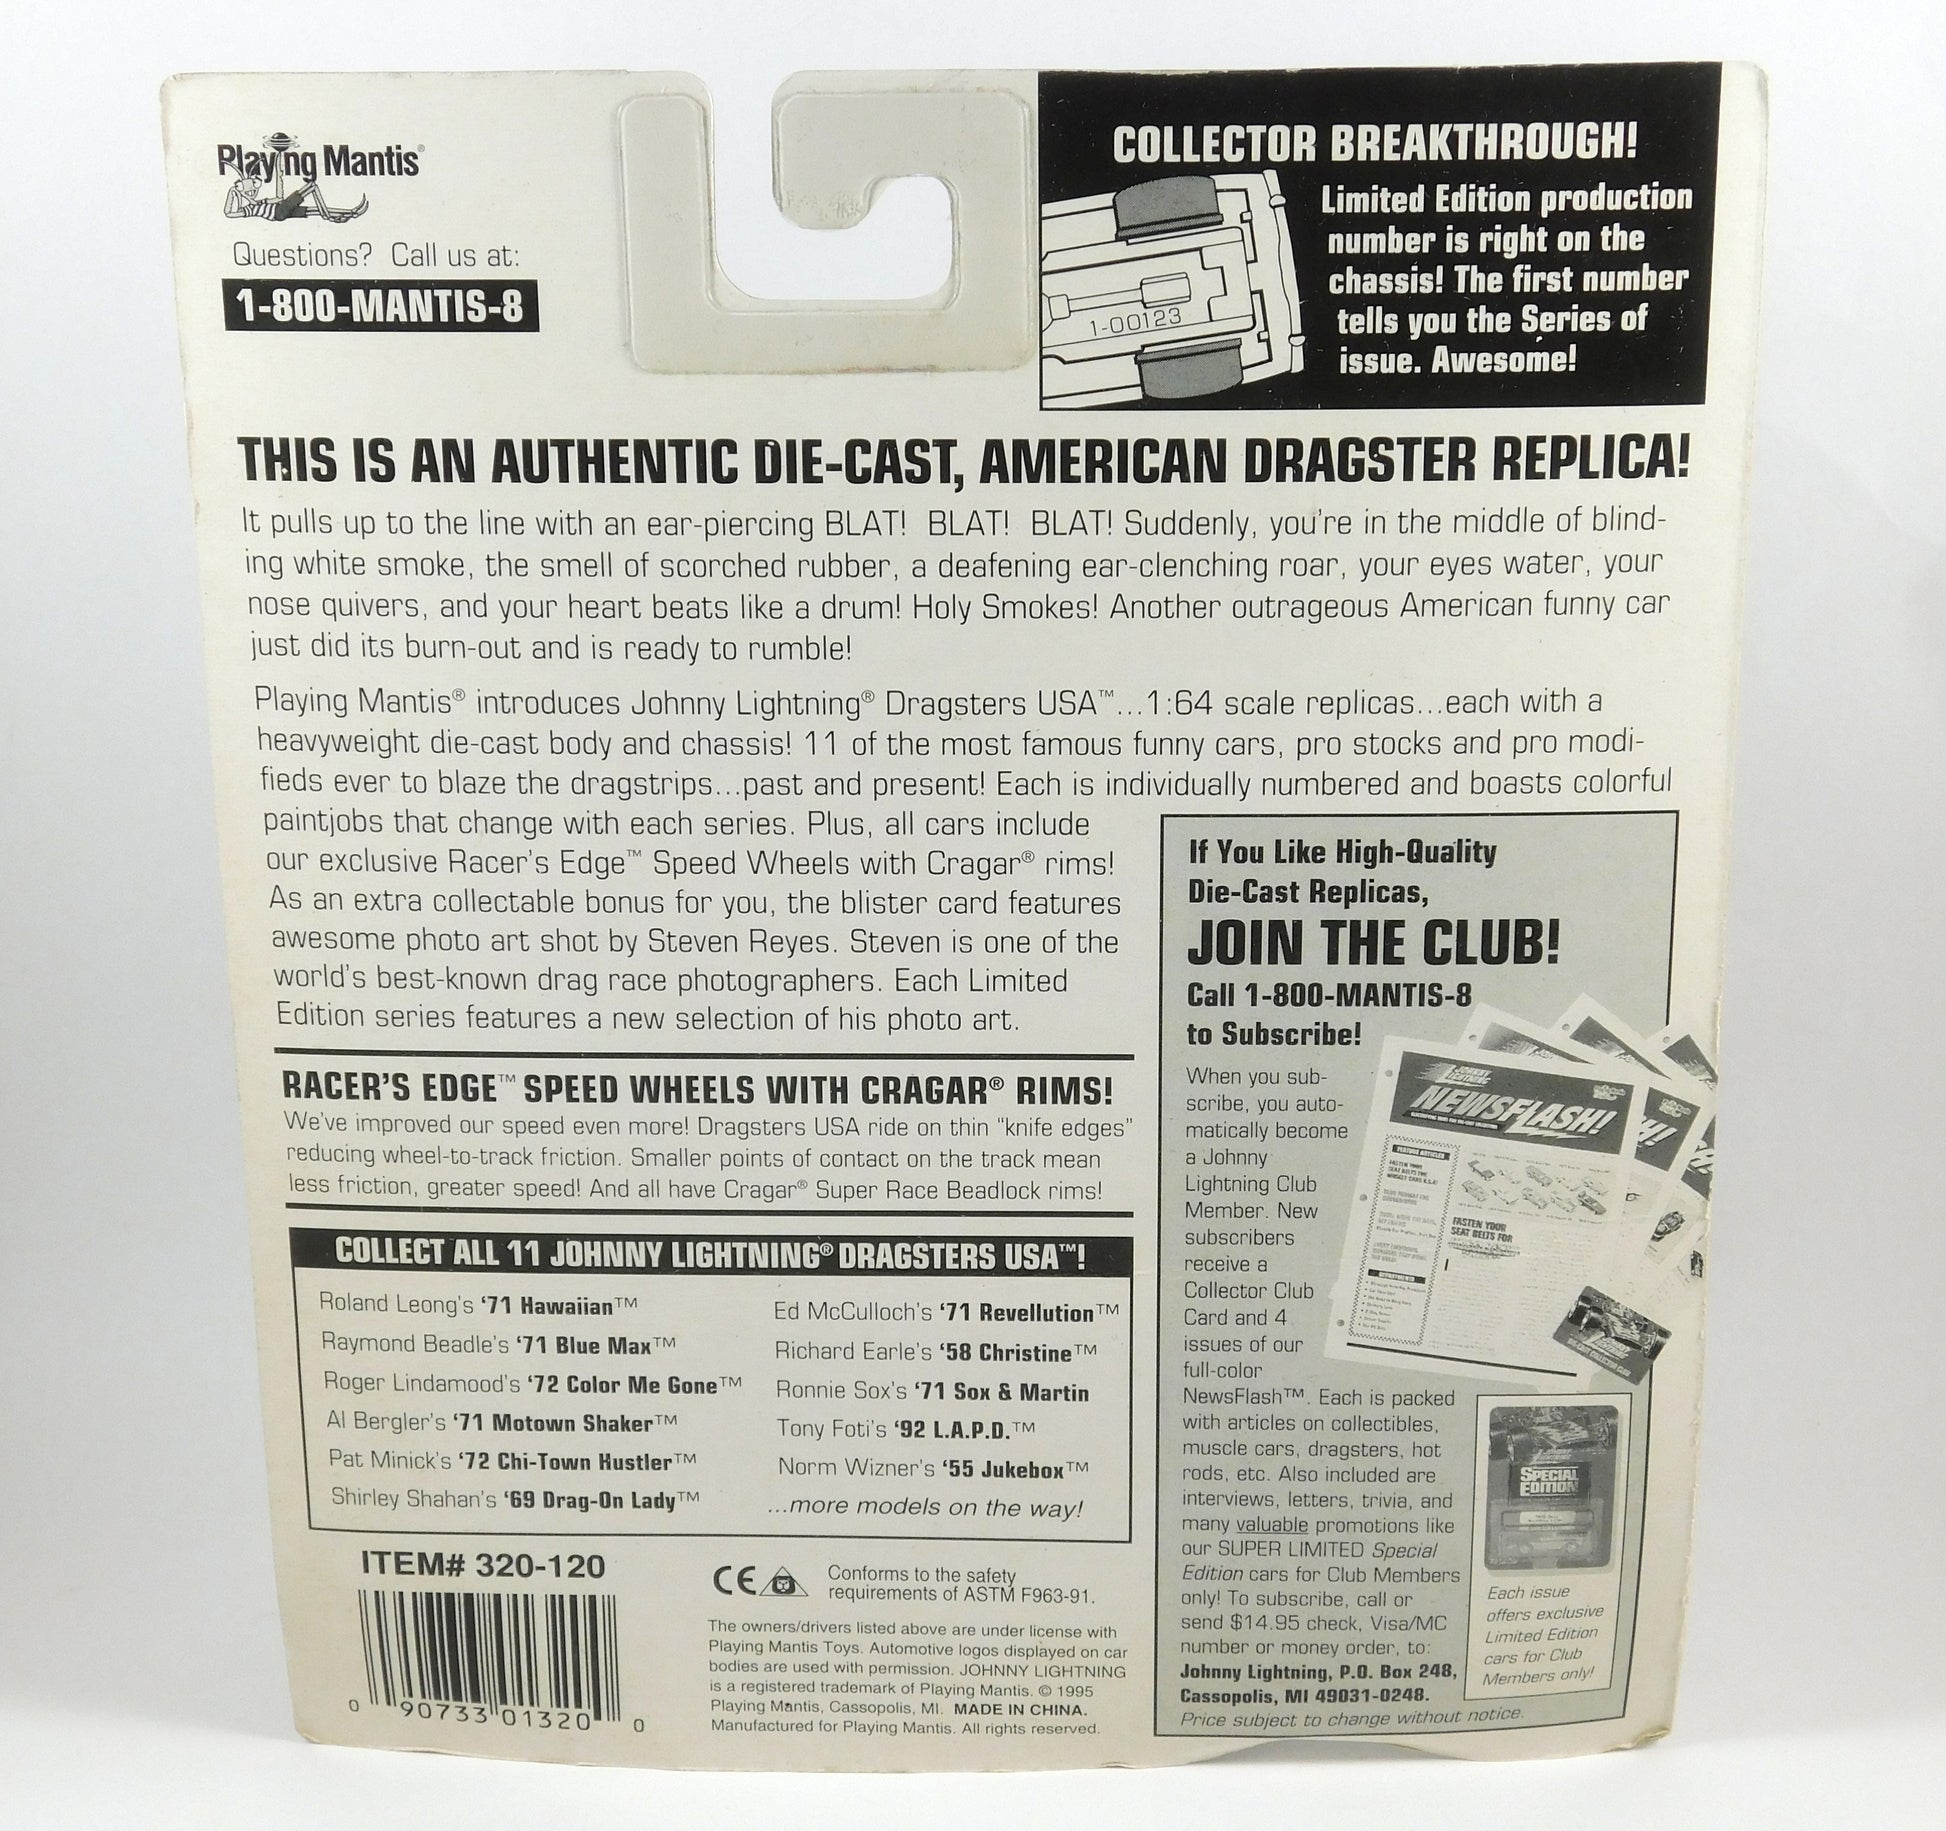 Playing Mantis®
Questions? Call us at:
1-800-MANTIS-8
COLLECTOR BREAKTHROUGH!
Limited Edition production
number is right on the
chassis! The first number
tells you the Series of
issue. Awesome!
1-00123
THIS IS AN AUTHENTIC DIE-CAST, AMERICAN DRAGSTER REPLICA!
It pulls up to the line with an ear-piercing BLAT! BLAT! BLAT! Suddenly, you're in the middle of blind-
ing white smoke, the smell of scorched rubber, a deafening ear-clenching roar, your eyes water, your
nose quivers, and your heart beats like a drum! Holy Smokes! Another outrageous American funny car
just did its burn-out and is ready to rumble!
Playing Mantis® introduces Johnny Lightning® Dragsters USA™...1:64 scale replicas...each with a
heavyweight die-cast body and chassis! 11 of the most famous funny cars, pro stocks and pro modi-
fieds ever to blaze the dragstrips...past and present! Each is individually numbered and boasts colorful
paintjobs that change with each series. Plus, all cars include
our exclusive Racer's Edge™ Speed Wheels with Cragar® rims!
As an extra collectable bonus for you, the blister card features
awesome photo art shot by Steven Reyes. Steven is one of the
world's best-known drag race photographers. Each Limited
Edition series features a new selection of his photo art.
RACER'S EDGE™ SPEED WHEELS WITH CRAGAR® RIMS!
We've improved our speed even more! Dragsters USA ride on thin "knife edges"
reducing wheel-to-track friction. Smaller points of contact on the track mean
less friction, greater speed! And all have Cragar® Super Race Beadlock rims!
COLLECT ALL 11 JOHNNY LIGHTNING® DRAGSTERS USA™!
Roland Leong's '71 Hawaiian™
Raymond Beadle's '71 Blue Max™
Roger Lindamood's '72 Color Me Gone™
Al Bergler's '71 Motown Shaker™
Pat Minick's '72 Chi-Town Hustler™
Shirley Shahan's '69 Drag-On Lady™
Ed McCulloch's '71 Revellution™
Richard Earle's '58 Christine™
Ronnie Sox's '71 Sox & Martin
Tony Foti's '92 L.A.P.D.™
Norm Wizner's '55 Jukebox™
...more models on the way!
ITEM# 320-120
0 90733 01320 0
CE
Conforms to the safety
requirements of ASTM F963-91.
The owners/drivers listed above are under license with
Playing Mantis Toys. Automotive logos displayed on car
bodies are used with permission. JOHNNY LIGHTNING
is a registered trademark of Playing Mantis. © 1995
Playing Mantis, Cassopolis, MI. MADE IN CHINA.
Manufactured for Playing Mantis. All rights reserved.
If You Like High-Quality
Die-Cast Replicas,
JOIN THE CLUB!
Call 1-800-MANTIS-8
to Subscribe!
When you sub-
scribe, you auto-
matically become
a Johnny
Lightning Club
Member. New
subscribers
receive a
Collector Club
Card and 4
issues of our
full-color
NewsFlash™. Each is packed
with articles on collectibles,
muscle cars, dragsters, hot
rods, etc. Also included are
interviews, letters, trivia, and
many valuable promotions like
our SUPER LIMITED Special
Edition cars for Club Members
only! To subscribe, call or
send $14.95 check, Visa/MC
number or money order, to:
Johnny Lightning, P.O. Box 248,
Cassopolis, MI 49031-0248.
Price subject to change without notice.
NEWSFLASH!
FEATURE ARTICLES
FASTEN YOUR
SEAT BELTS FOR
SPECIAL
EDITION
Each issue
offers exclusive
Limited Edition
cars for Club
Members only!